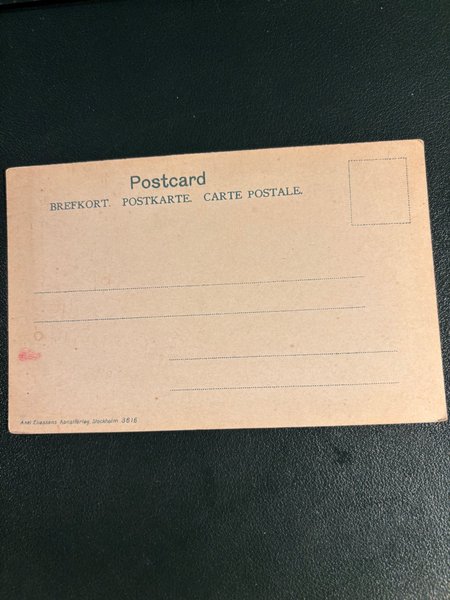 Postcard
BREFKORT. POSTKARTE. CARTE POSTALE.
Axel Eliassons Konstförlag, Stockholm 3616